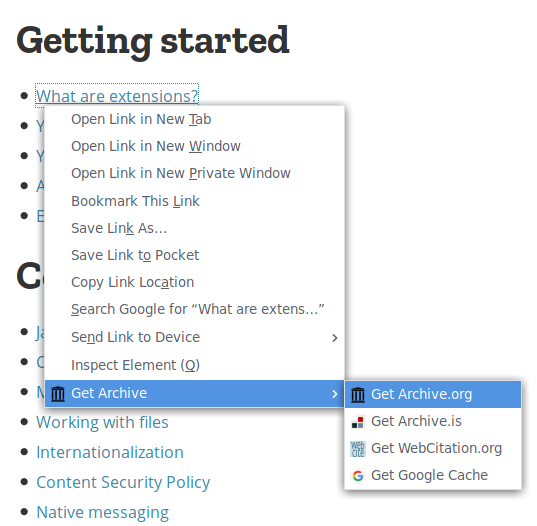 Getting started
What are extensions?
Open Link in New Tab
Open Link in New Window
Open Link in New Private Window
Bookmark This Link
Save Link As...
Save Link to Pocket
Copy Link Location
Search Google for “What are extens...”
Send Link to Device
Inspect Element (Q)
Get Archive
Get Archive.org
Get Archive.is
Get WebCitation.org
Get Google Cache
Working with files
Internationalization
Content Security Policy
Native messaging